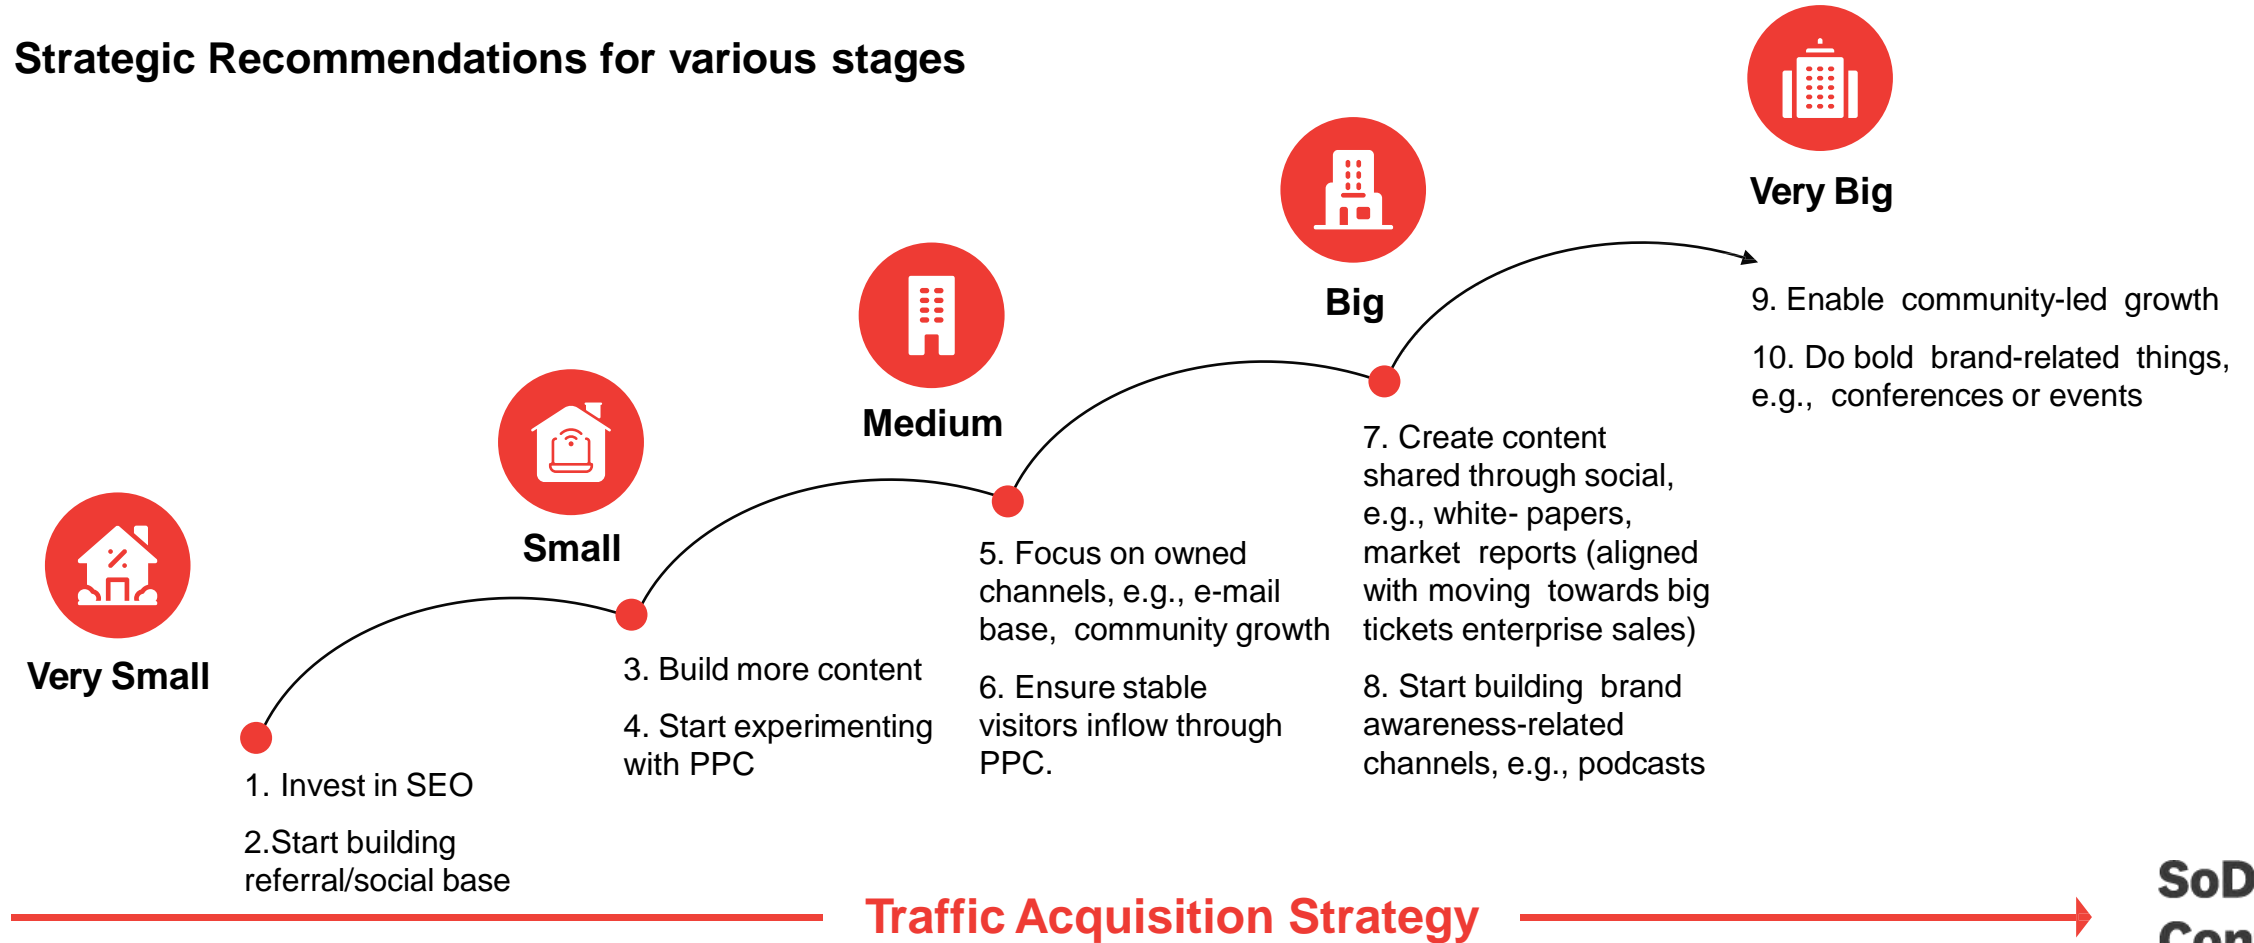 Strategic Recommendations for various stages
Very Small
1. Invest in SEO
2.Start building
referral/social base
Small
3. Build more content
4. Start experimenting
with PPC
Medium
5. Focus on owned
channels, e.g., e-mail
base, community growth
6. Ensure stable
visitors inflow through
PPC.
Big
7. Create content
shared through social,
e.g., white- papers,
market reports (aligned
with moving towards big
tickets enterprise sales)
8. Start building brand
awareness-related
channels, e.g., podcasts
Very Big
9. Enable community-led growth
10. Do bold brand-related things,
e.g., conferences or events
Traffic Acquisition Strategy